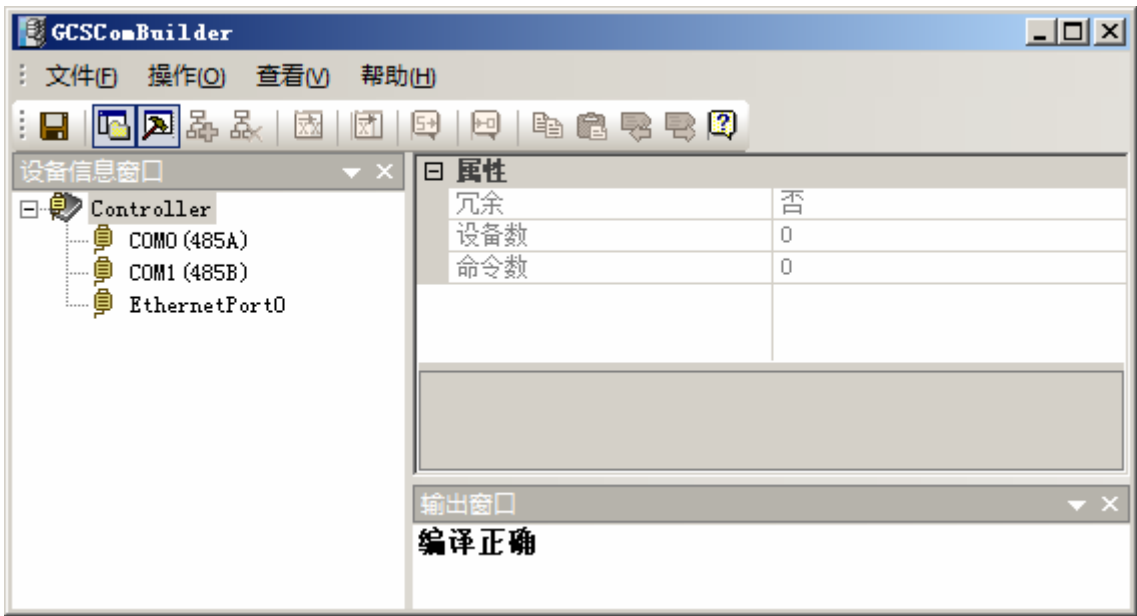 GCSComBuilder
文件(F) 操作(O) 查看(V) 帮助(H)
设备信息窗口
Controller
COM0(485A)
COM1(485B)
EthernetPort0
属性
冗余 否
设备数 0
命令数 0
输出窗口
编译正确